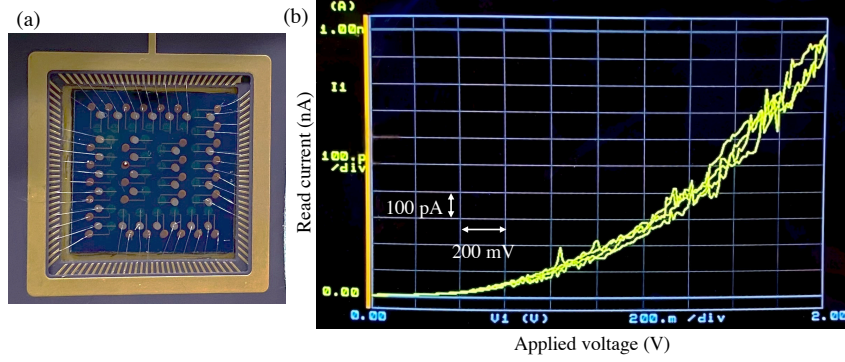 (a)
(b)
(A)
1.00n
I1
100.p
/div
0.00
Read current (nA)
100 pA
200 mV
0.00
V1 (V)
200.m /div
2.00
Applied voltage (V)